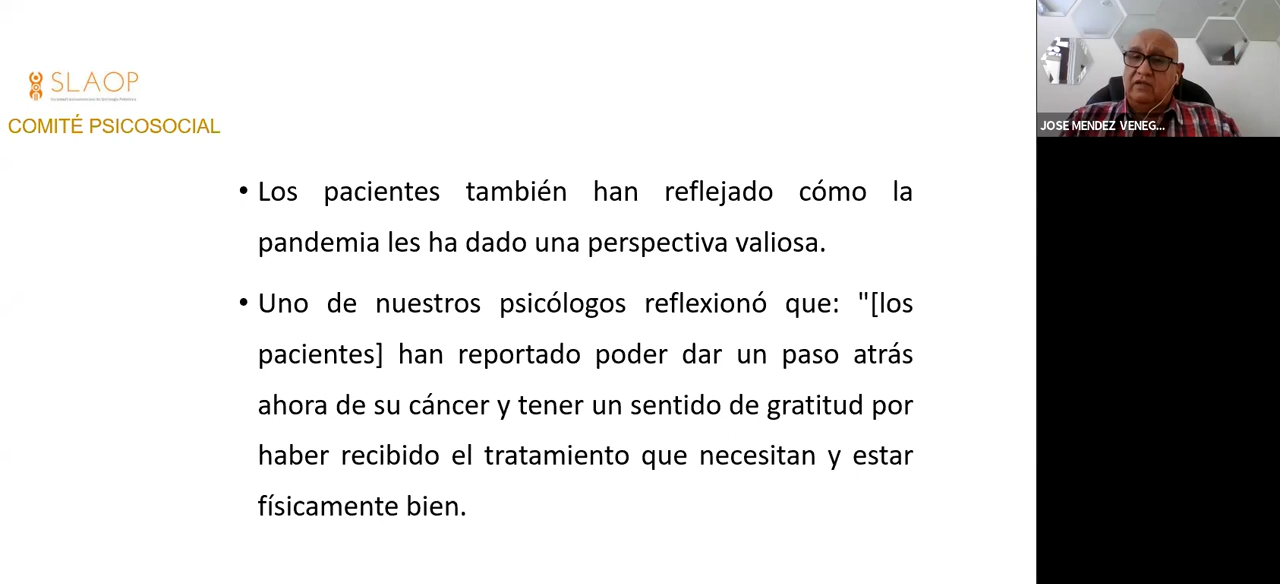 SLAOP
COMITÉ PSICOSOCIAL
• Los pacientes también han reflejado cómo la
pandemia les ha dado una perspectiva valiosa.
• Uno de nuestros psicólogos reflexionó que: "[los
pacientes] han reportado poder dar un paso atrás
ahora de su cáncer y tener un sentido de gratitud por
haber recibido el tratamiento que necesitan y estar
físicamente bien.
JOSE MENDEZ VENEG...